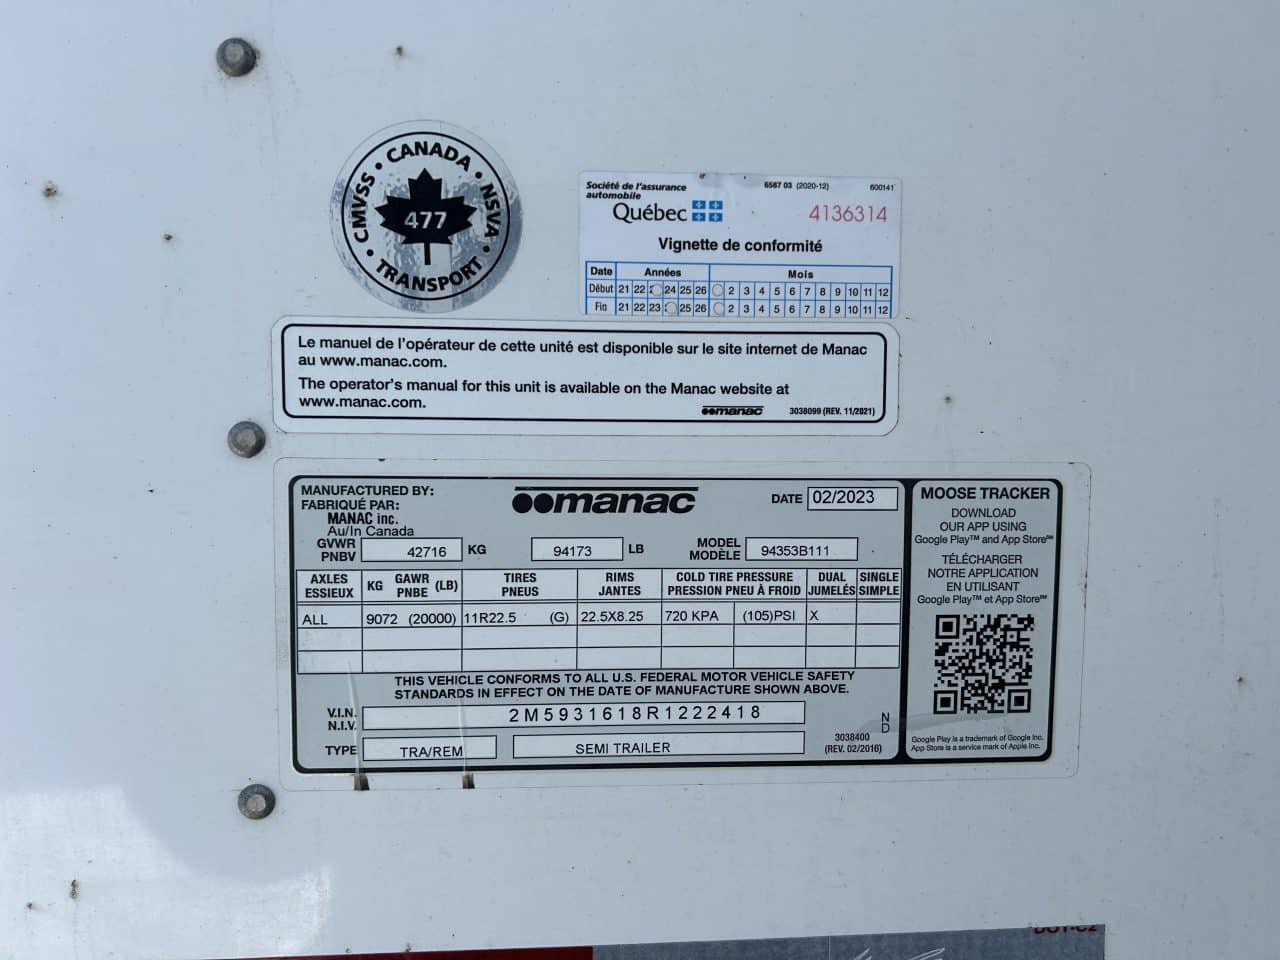 CANADA
CMVSS • NSVA
477
TRANSPORT
Société de l'assurance
automobile
Québec
6587 03 (2020-12)
600141
4136314
Vignette de conformité
Date Années Mois
Début 21 22 24 25 26 2 3 4 5 6 7 8 9 10 11 12
Fin 21 22 23 25 26 2 3 4 5 6 7 8 9 10 11 12
Le manuel de l'opérateur de cette unité est disponible sur le site internet de Manac
au www.manac.com.
The operator's manual for this unit is available on the Manac website at
www.manac.com.
manac 3038099 (REV. 11/2021)
MANUFACTURED BY:
FABRIQUÉ PAR:
MANAC inc.
Au/In Canada
manac
DATE 02/2023
GVWR
PNBV
42716 KG 94173 LB
MODEL
MODÈLE
94353B111
AXLES
ESSIEUX
KG GAWR
PNBE (LB)
TIRES
PNEUS
RIMS
JANTES
COLD TIRE PRESSURE
PRESSION PNEU À FROID
DUAL
JUMELÉS
SINGLE
SIMPLE
ALL 9072 (20000) 11R22.5 (G) 22.5X8.25 720 KPA (105)PSI X
THIS VEHICLE CONFORMS TO ALL U.S. FEDERAL MOTOR VEHICLE SAFETY
STANDARDS IN EFFECT ON THE DATE OF MANUFACTURE SHOWN ABOVE.
V.I.N.
N.I.V.
2M5931618R1222418
N
D
TYPE TRA/REM SEMI TRAILER
3038400
(REV. 02/2016)
MOOSE TRACKER
DOWNLOAD
OUR APP USING
Google Play™ and App Store℠
TÉLÉCHARGER
NOTRE APPLICATION
EN UTILISANT
Google Play™ et App Store℠
Google Play is a trademark of Google Inc.
App Store is a service mark of Apple Inc.
DOT-C2